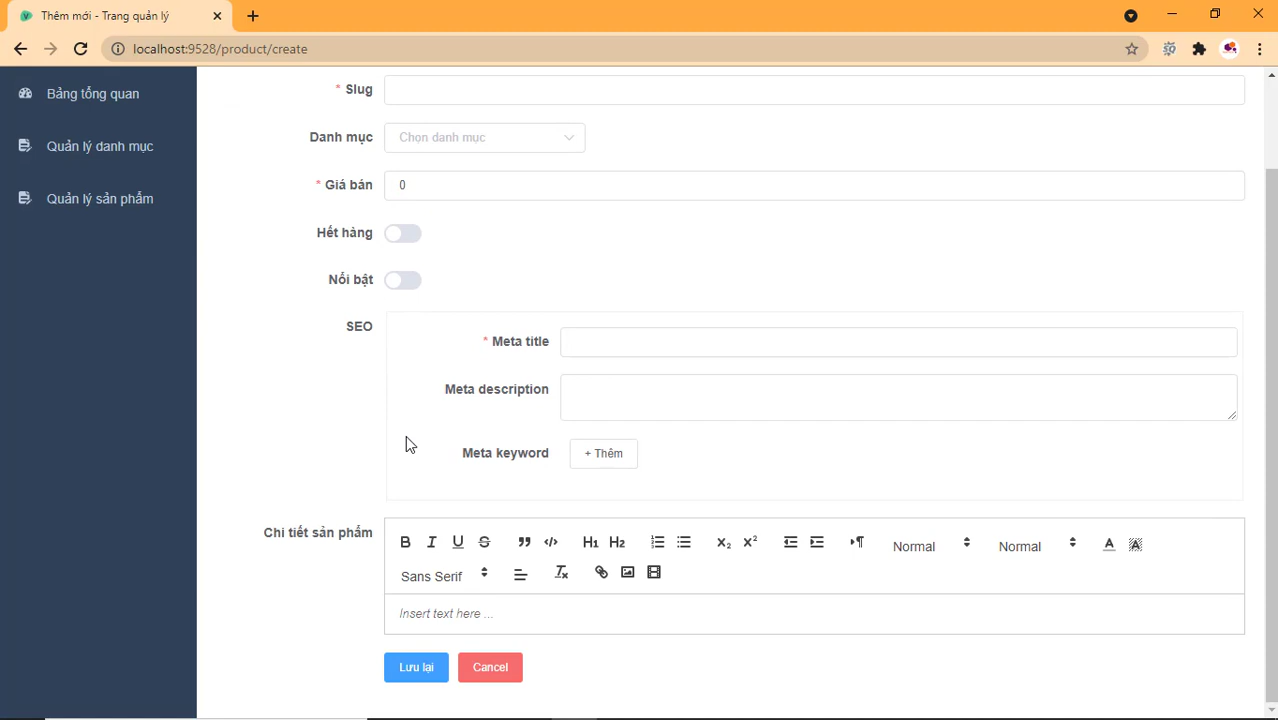 Thêm mới - Trang quản lý
localhost:9528/product/create
Bảng tổng quan
Quản lý danh mục
Quản lý sản phẩm
* Slug
Danh mục
Chọn danh mục
* Giá bán
0
Hết hàng
Nổi bật
SEO
* Meta title
Meta description
Meta keyword
+ Thêm
Chi tiết sản phẩm
B I U S H1 H2 X2 X2 Normal Normal A A
Sans Serif
Insert text here ...
Lưu lại
Cancel